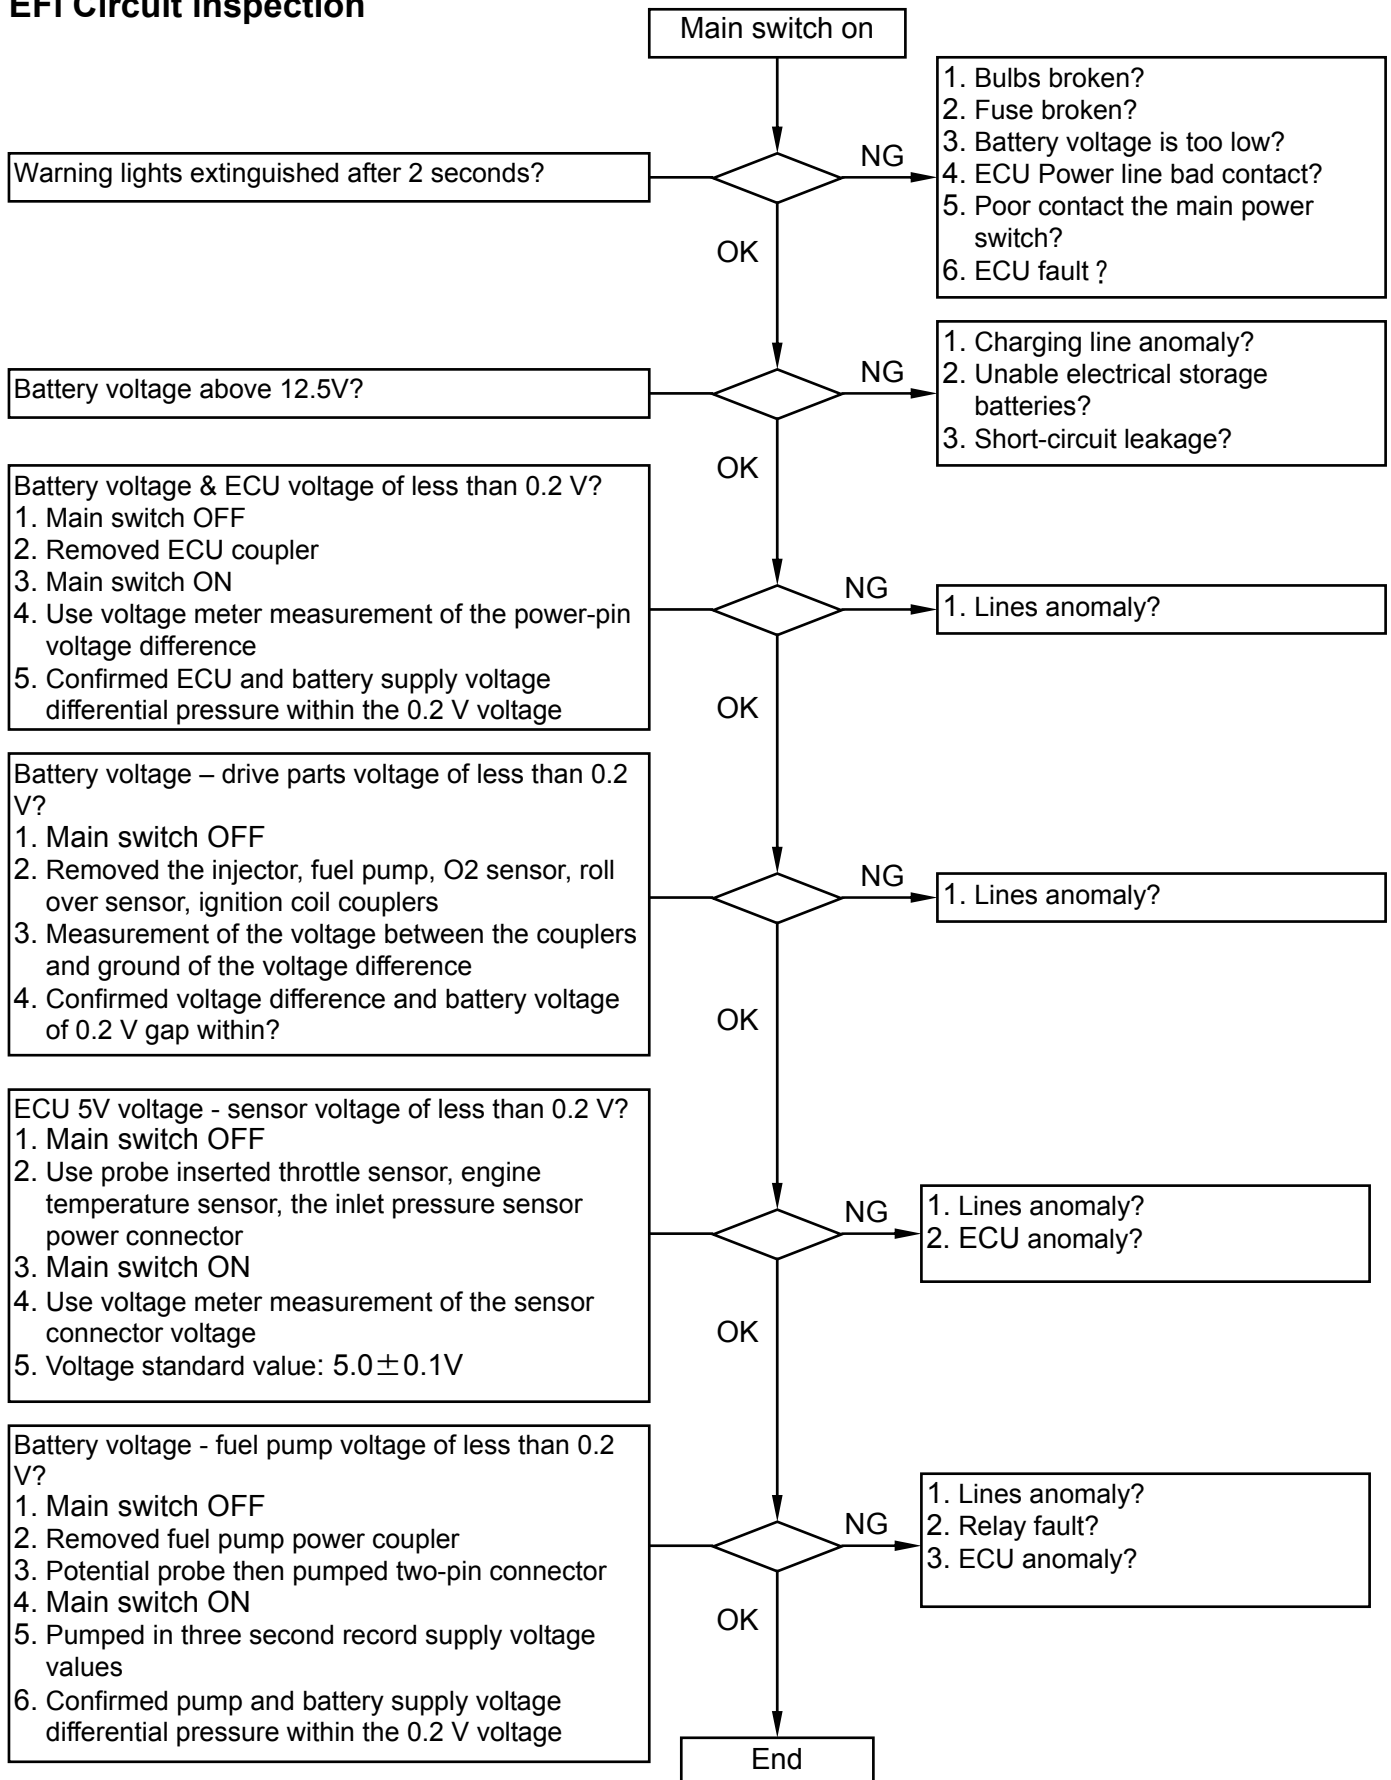 EFI Circuit Inspection
Main switch on
Warning lights extinguished after 2 seconds?
NG
1. Bulbs broken?
2. Fuse broken?
3. Battery voltage is too low?
4. ECU Power line bad contact?
5. Poor contact the main power
switch?
6. ECU fault ?
OK
Battery voltage above 12.5V?
NG
1. Charging line anomaly?
2. Unable electrical storage
batteries?
3. Short-circuit leakage?
OK
Battery voltage & ECU voltage of less than 0.2 V?
1. Main switch OFF
2. Removed ECU coupler
3. Main switch ON
4. Use voltage meter measurement of the power-pin
voltage difference
5. Confirmed ECU and battery supply voltage
differential pressure within the 0.2 V voltage
NG
1. Lines anomaly?
OK
Battery voltage – drive parts voltage of less than 0.2
V?
1. Main switch OFF
2. Removed the injector, fuel pump, O2 sensor, roll
over sensor, ignition coil couplers
3. Measurement of the voltage between the couplers
and ground of the voltage difference
4. Confirmed voltage difference and battery voltage
of 0.2 V gap within?
NG
1. Lines anomaly?
OK
ECU 5V voltage - sensor voltage of less than 0.2 V?
1. Main switch OFF
2. Use probe inserted throttle sensor, engine
temperature sensor, the inlet pressure sensor
power connector
3. Main switch ON
4. Use voltage meter measurement of the sensor
connector voltage
5. Voltage standard value: 5.0±0.1V
NG
1. Lines anomaly?
2. ECU anomaly?
OK
Battery voltage - fuel pump voltage of less than 0.2
V?
1. Main switch OFF
2. Removed fuel pump power coupler
3. Potential probe then pumped two-pin connector
4. Main switch ON
5. Pumped in three second record supply voltage
values
6. Confirmed pump and battery supply voltage
differential pressure within the 0.2 V voltage
NG
1. Lines anomaly?
2. Relay fault?
3. ECU anomaly?
OK
End